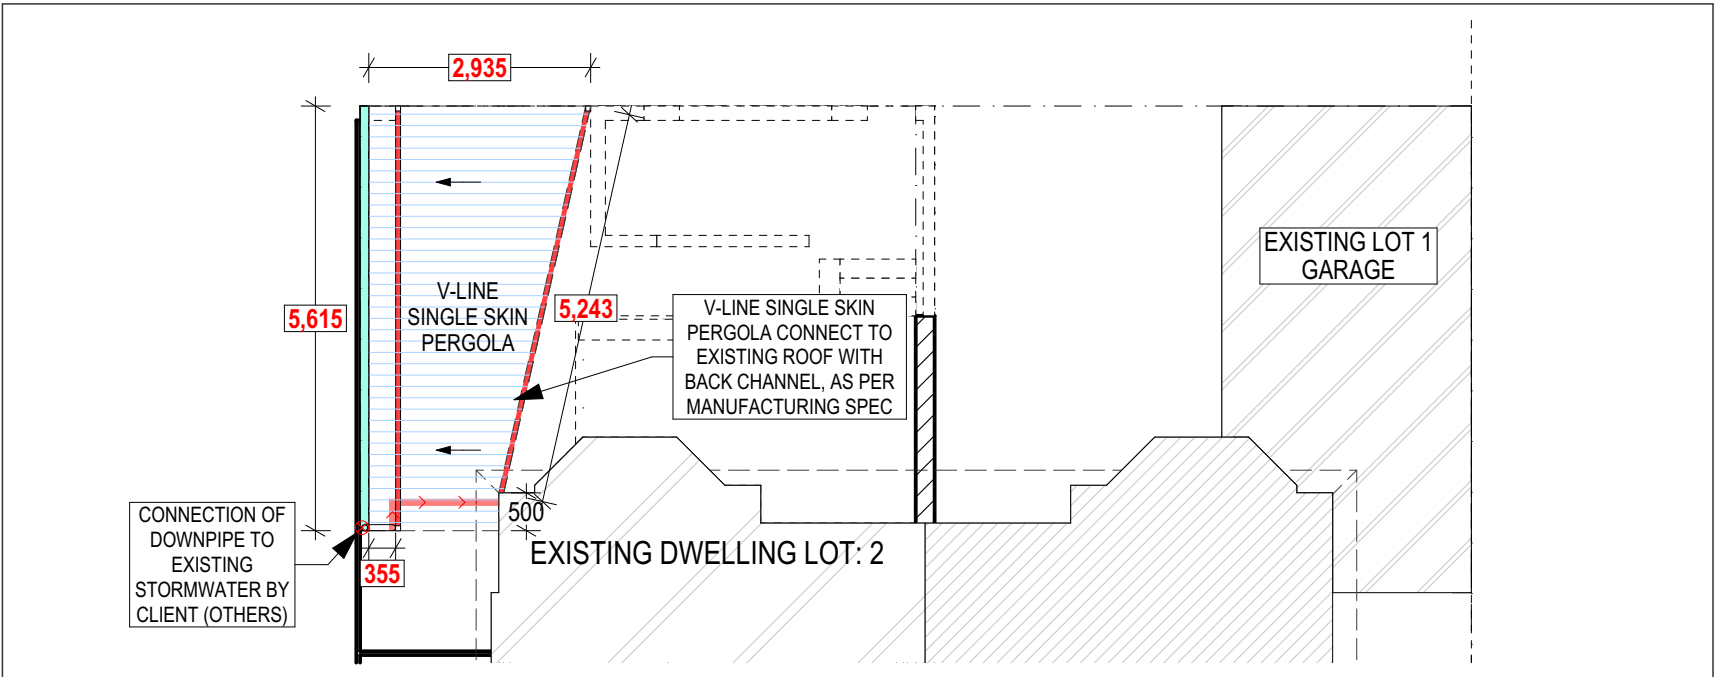 2,935
EXISTING LOT 1
GARAGE
V-LINE
SINGLE SKIN
PERGOLA
5,615
5,243
V-LINE SINGLE SKIN
PERGOLA CONNECT TO
EXISTING ROOF WITH
BACK CHANNEL, AS PER
MANUFACTURING SPEC
500
CONNECTION OF
DOWNPIPE TO
EXISTING
STORMWATER BY
CLIENT (OTHERS)
EXISTING DWELLING LOT: 2
355